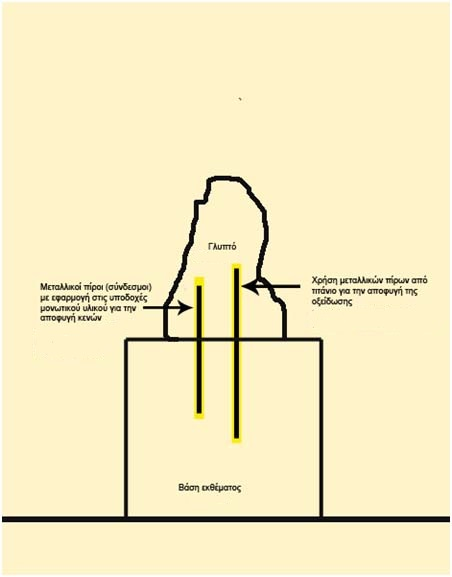 Γλυπτό
Μεταλλικοί πίροι (σύνδεσμοι)
με εφαρμογή στις υποδοχές
μονωτικού υλικού για την
αποφυγή κενών
Χρήση μεταλλικών πίρων από
τιτάνιο για την αποφυγή της
οξείδωσης
Βάση εκθέματος